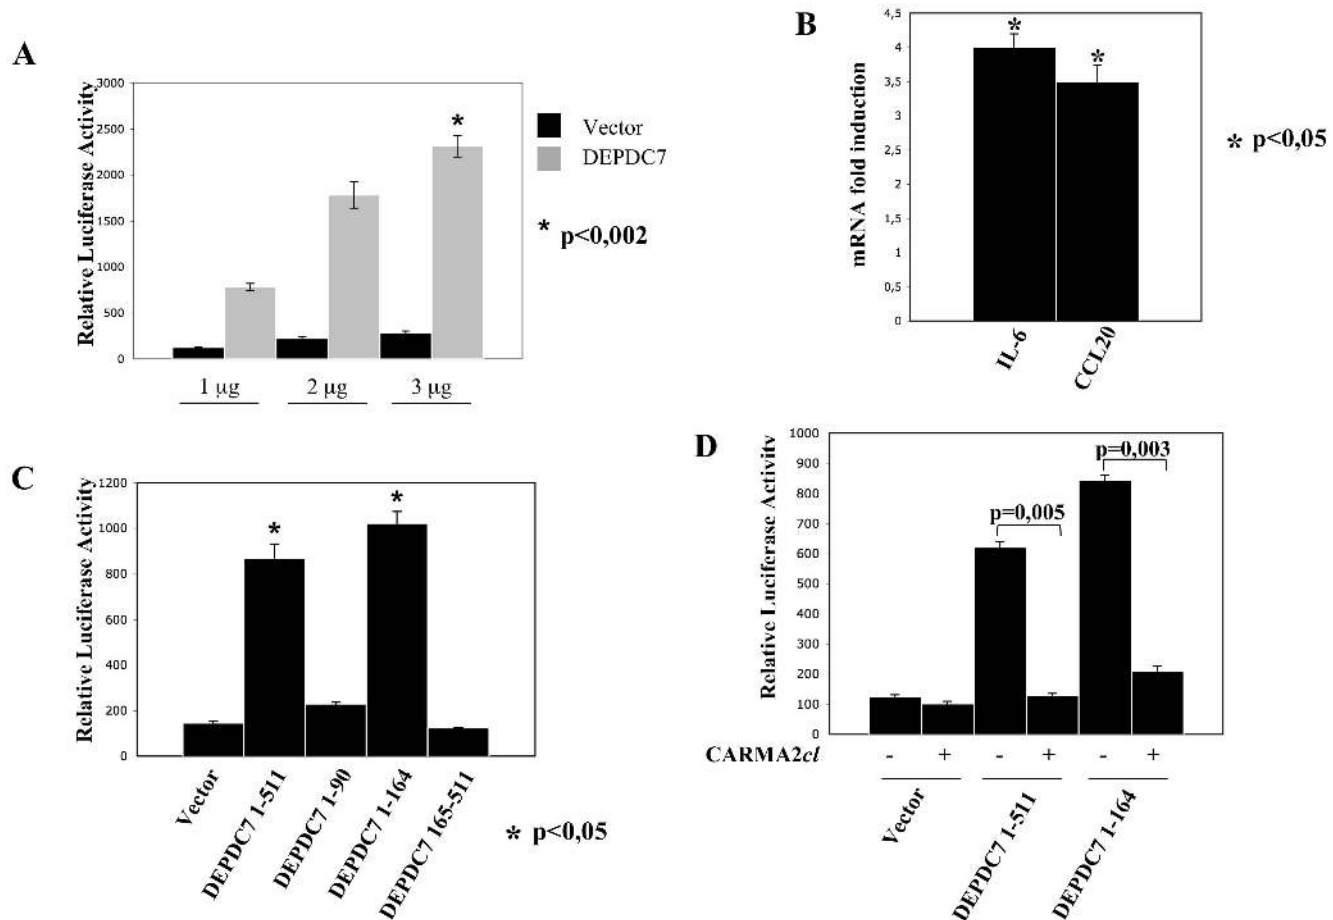 A
Relative Luciferase Activity
3000
2500
2000
1500
1000
500
0
1 µg
2 µg
3 µg
*
Vector
DEPDC7
* p<0,002
B
mRNA fold induction
4,5
4
3,5
3
2,5
2
1,5
1
0,5
0
*
*
IL-6
CCL20
* p<0,05
C
Relative Luciferase Activity
1200
1000
800
600
400
200
0
*
*
Vector
DEPDC7 1-511
DEPDC7 1-90
DEPDC7 1-164
DEPDC7 165-511
* p<0,05
D
Relative Luciferase Activity
1000
900
800
700
600
500
400
300
200
100
0
p=0,005
p=0,003
CARMA2cl - + - + - +
Vector
DEPDC7 1-511
DEPDC7 1-164